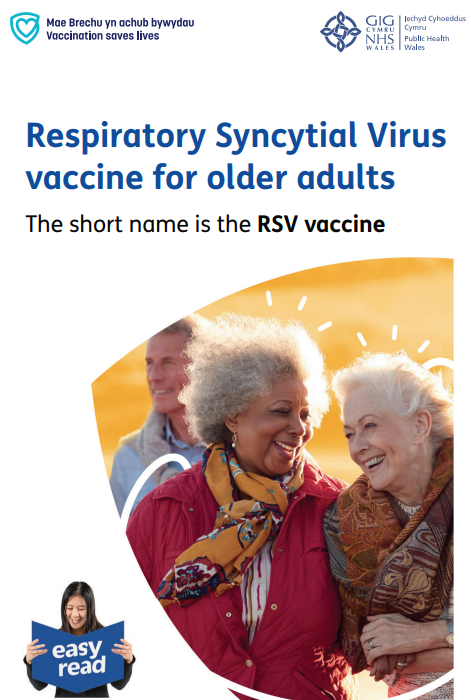 Mae Brechu yn achub bywydau
Vaccination saves lives
GIG
CYMRU
NHS
WALES
Iechyd Cyhoeddus
Cymru
Public Health
Wales
Respiratory Syncytial Virus
vaccine for older adults
The short name is the RSV vaccine
easy
read